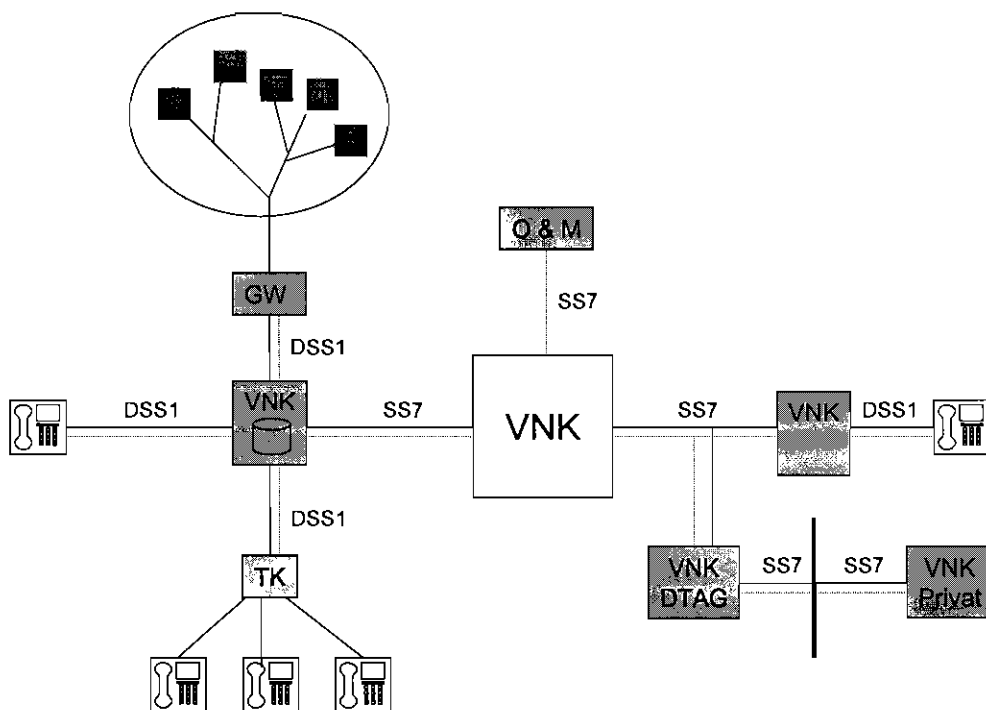 O & M
SS7
GW
DSS1
DSS1
VNK
SS7
VNK
SS7
VNK
DSS1
DSS1
TK
VNK
DTAG
SS7
SS7
VNK
Privat